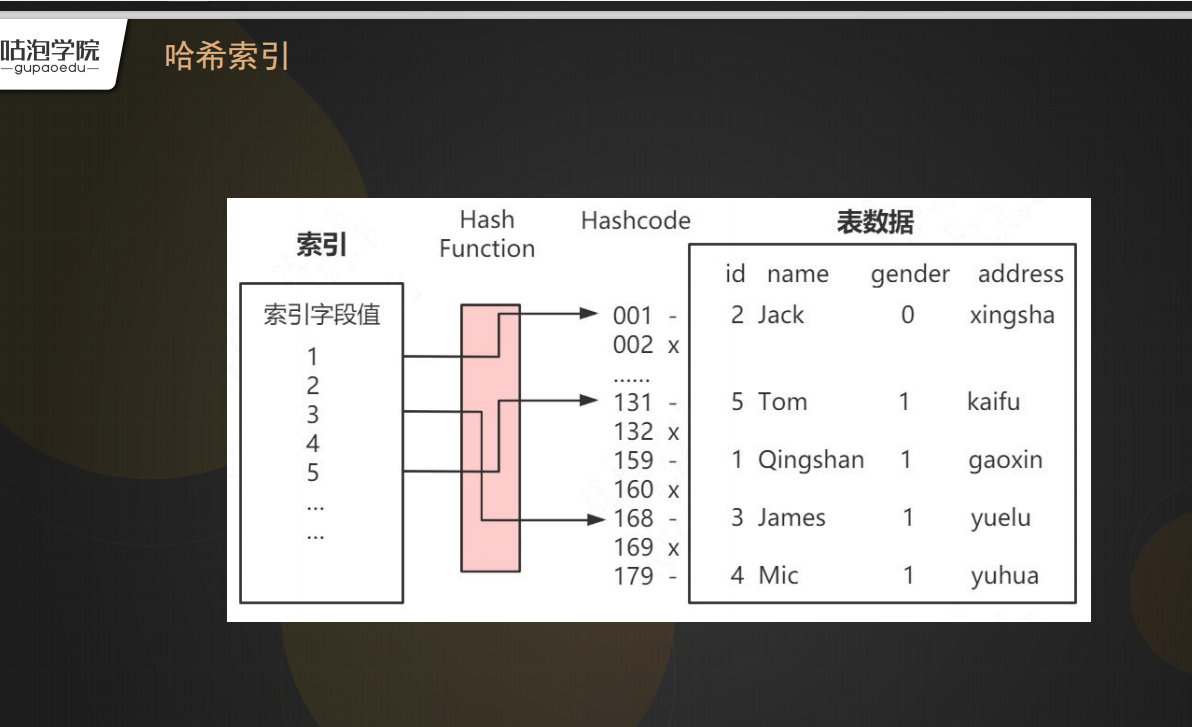 咕泡学院
—gupaoedu—
哈希索引
索引
Hash
Function
Hashcode
表数据
索引字段值
1
2
3
4
5
...
...
001 -
002 x
......
131 -
132 x
159 -
160 x
168 -
169 x
179 -
id name gender address
2 Jack 0 xingsha
5 Tom 1 kaifu
1 Qingshan 1 gaoxin
3 James 1 yuelu
4 Mic 1 yuhua